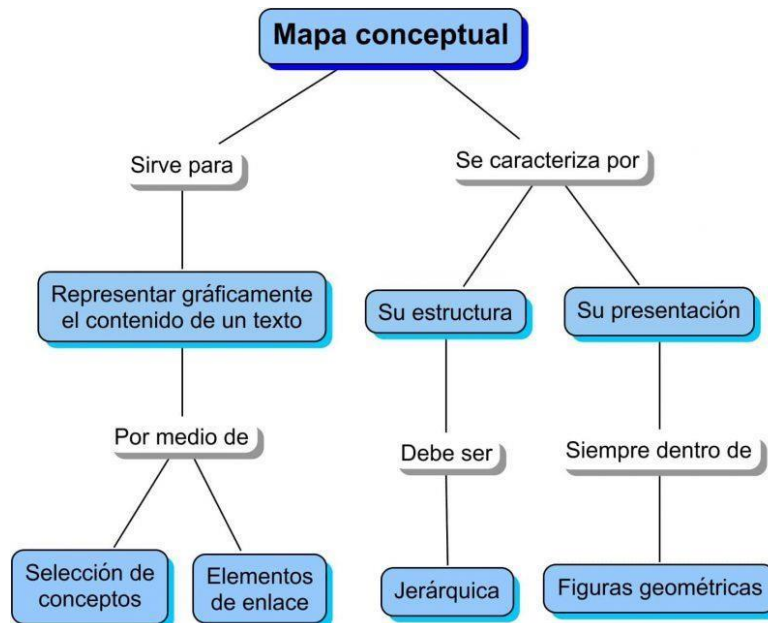 Mapa conceptual
Sirve para
Se caracteriza por
Representar gráficamente
el contenido de un texto
Su estructura
Su presentación
Por medio de
Debe ser
Siempre dentro de
Selección de
conceptos
Elementos
de enlace
Jerárquica
Figuras geométricas